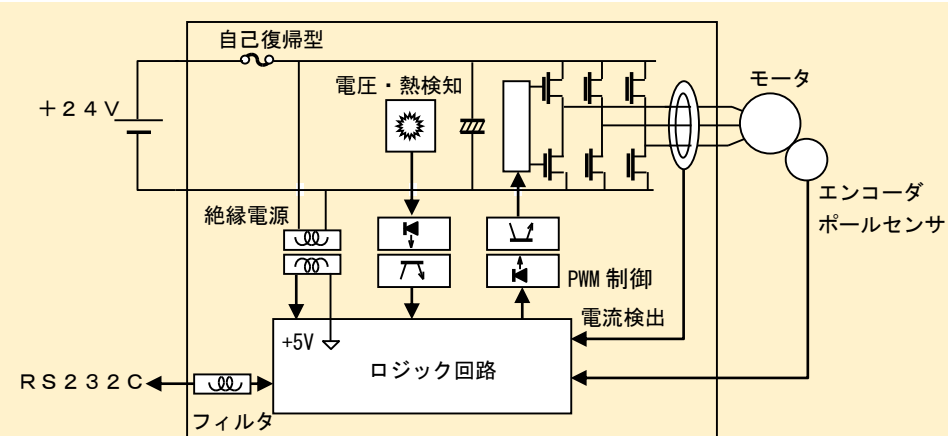 自己復帰型
電圧・熱検知
モータ
＋２４Ｖ
エンコーダ
ポールセンサ
絶縁電源
PWM 制御
電流検出
+5V
ロジック回路
ＲＳ２３２Ｃ
フィルタ